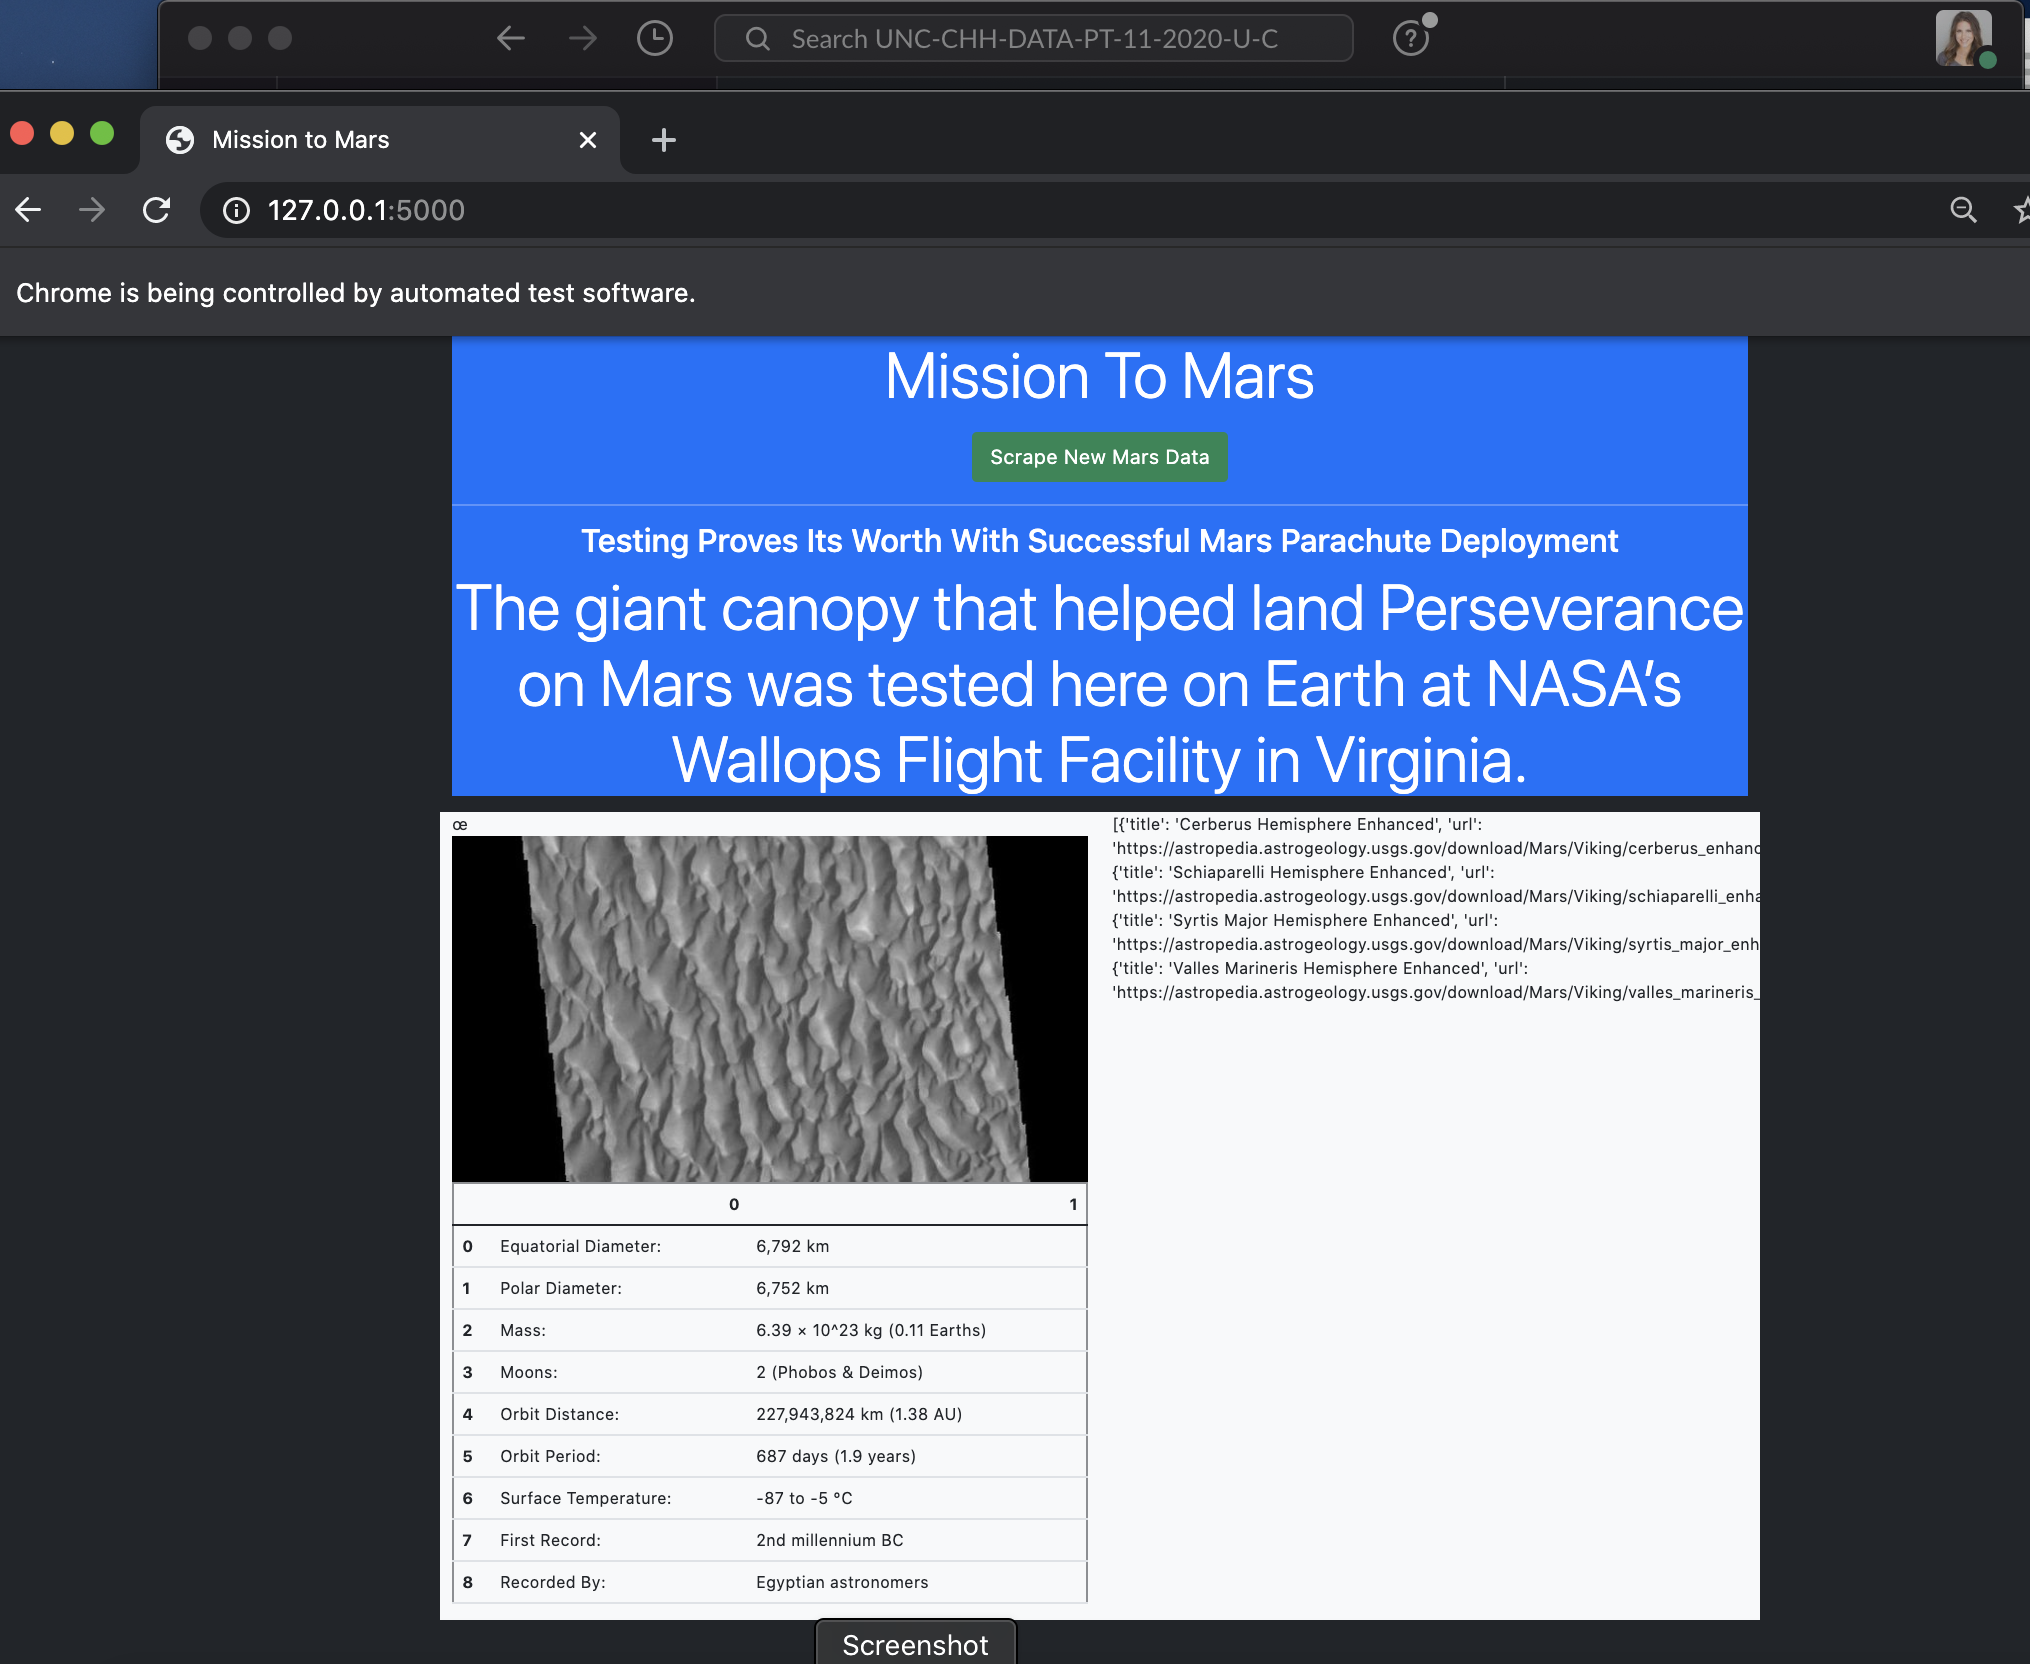 Search UNC-CHH-DATA-PT-11-2020-U-C
Mission to Mars
127.0.0.1:5000
Chrome is being controlled by automated test software.
Mission To Mars
Scrape New Mars Data
Testing Proves Its Worth With Successful Mars Parachute Deployment
The giant canopy that helped land Perseverance
on Mars was tested here on Earth at NASA’s
Wallops Flight Facility in Virginia.
œ
[{'title': 'Cerberus Hemisphere Enhanced', 'url':
'https://astropedia.astrogeology.usgs.gov/download/Mars/Viking/cerberus_enhanc
{'title': 'Schiaparelli Hemisphere Enhanced', 'url':
'https://astropedia.astrogeology.usgs.gov/download/Mars/Viking/schiaparelli_enha
{'title': 'Syrtis Major Hemisphere Enhanced', 'url':
'https://astropedia.astrogeology.usgs.gov/download/Mars/Viking/syrtis_major_enh
{'title': 'Valles Marineris Hemisphere Enhanced', 'url':
'https://astropedia.astrogeology.usgs.gov/download/Mars/Viking/valles_marineris_
0 1
0 Equatorial Diameter: 6,792 km
1 Polar Diameter: 6,752 km
2 Mass: 6.39 × 10^23 kg (0.11 Earths)
3 Moons: 2 (Phobos & Deimos)
4 Orbit Distance: 227,943,824 km (1.38 AU)
5 Orbit Period: 687 days (1.9 years)
6 Surface Temperature: -87 to -5 °C
7 First Record: 2nd millennium BC
8 Recorded By: Egyptian astronomers
Screenshot